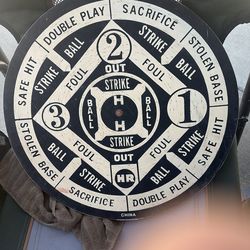 SACRIFICE
STOLEN BASE
SAFE HIT
DOUBLE PLAY
SACRIFICE
STOLEN BASE
SAFE HIT
DOUBLE PLAY
STRIKE
BALL
STRIKE
BALL
STRIKE
BALL
STRIKE
BALL
2
FOUL
1
FOUL
HR
FOUL
3
FOUL
OUT
STRIKE
BALL
H
H
BALL
STRIKE
OUT
CHINA